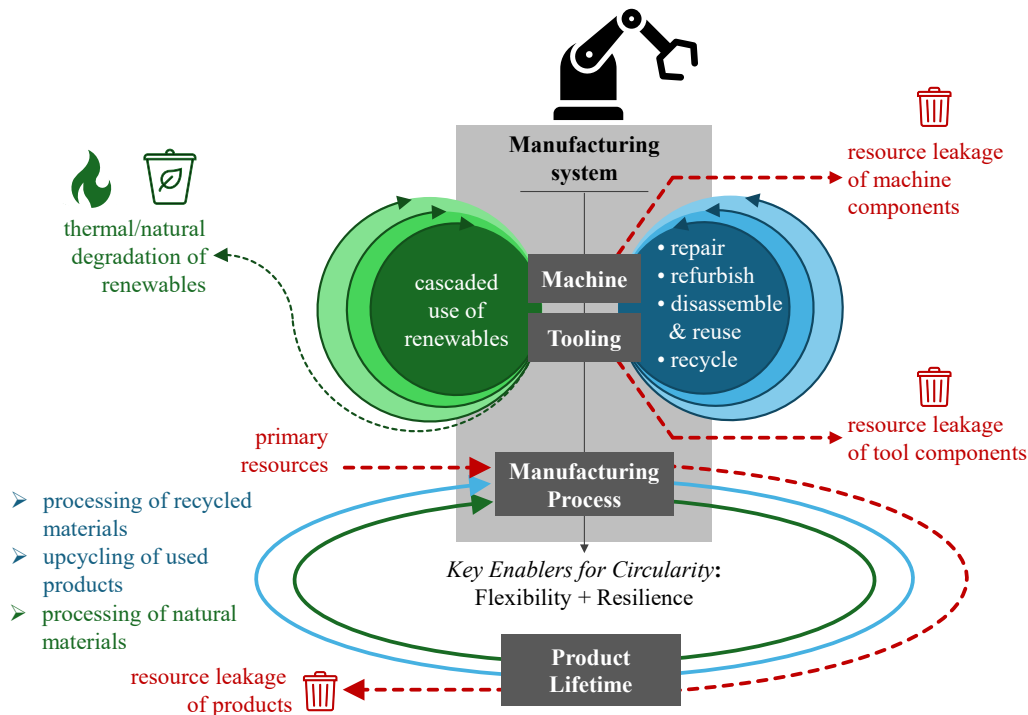 Manufacturing
system
resource leakage
of machine
components
thermal/natural
degradation of
renewables
cascaded
use of
renewables
Machine
Tooling
• repair
• refurbish
• disassemble
& reuse
• recycle
primary
resources
resource leakage
of tool components
Manufacturing
Process
➢ processing of recycled
materials
➢ upcycling of used
products
➢ processing of natural
materials
Key Enablers for Circularity:
Flexibility + Resilience
Product
Lifetime
resource leakage
of products